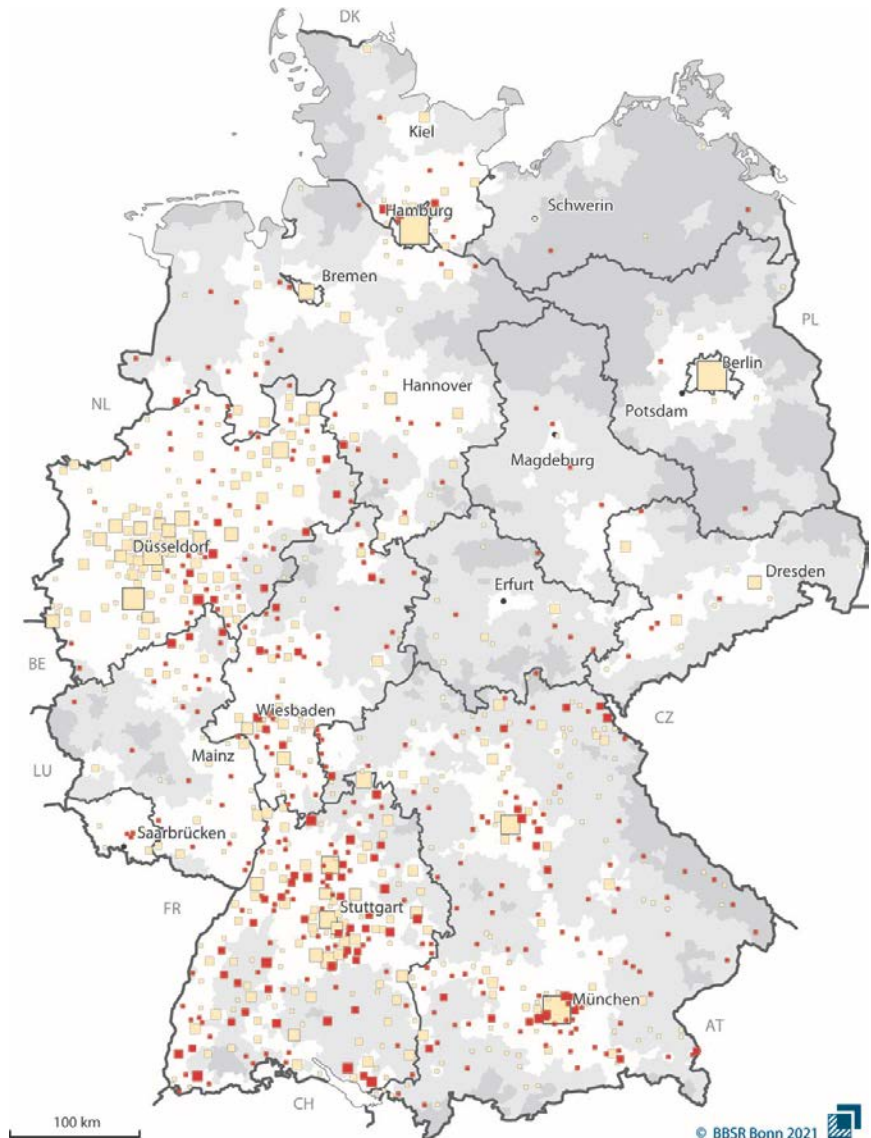 DK
Kiel
Hamburg
Schwerin
Bremen
PL
Berlin
Hannover
NL
Potsdam
Magdeburg
Düsseldorf
Dresden
Erfurt
BE
Wiesbaden
CZ
Mainz
LU
Saarbrücken
FR
Stuttgart
München
AT
CH
100 km
© BBSR Bonn 2021